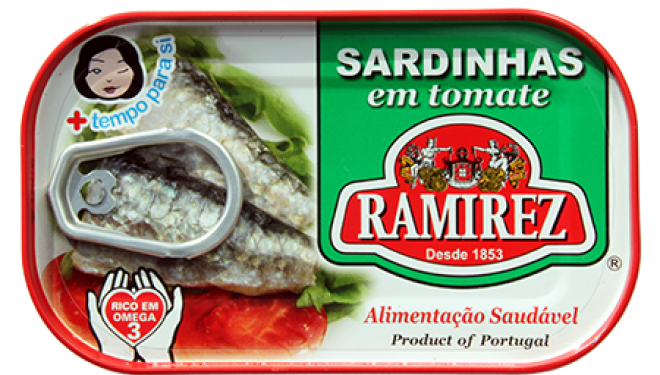 + tempo para si
SARDINHAS
em tomate
RAMIREZ
Desde 1853
®
RICO EM
OMEGA
3
Alimentação Saudável
Product of Portugal